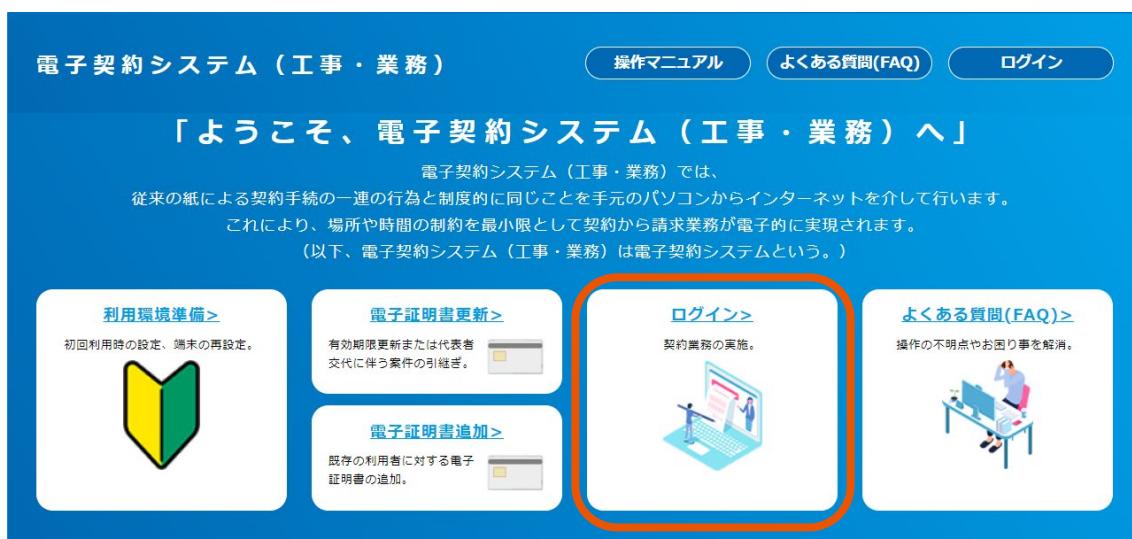 電子契約システム（工事・業務）
操作マニュアル
よくある質問(FAQ)
ログイン
「ようこそ、電子契約システム（工事・業務）へ」
電子契約システム（工事・業務）では、
従来の紙による契約手続の一連の行為と制度的に同じことを手元のパソコンからインターネットを介して行います。
これにより、場所や時間の制約を最小限として契約から請求業務が電子的に実現されます。
（以下、電子契約システム（工事・業務）は電子契約システムという。）
利用環境準備>
初回利用時の設定、端末の再設定。
電子証明書更新>
有効期限更新または代表者
交代に伴う案件の引継ぎ。
電子証明書追加>
既存の利用者に対する電子
証明書の追加。
ログイン>
契約業務の実施。
よくある質問(FAQ)>
操作の不明点やお困り事を解消。